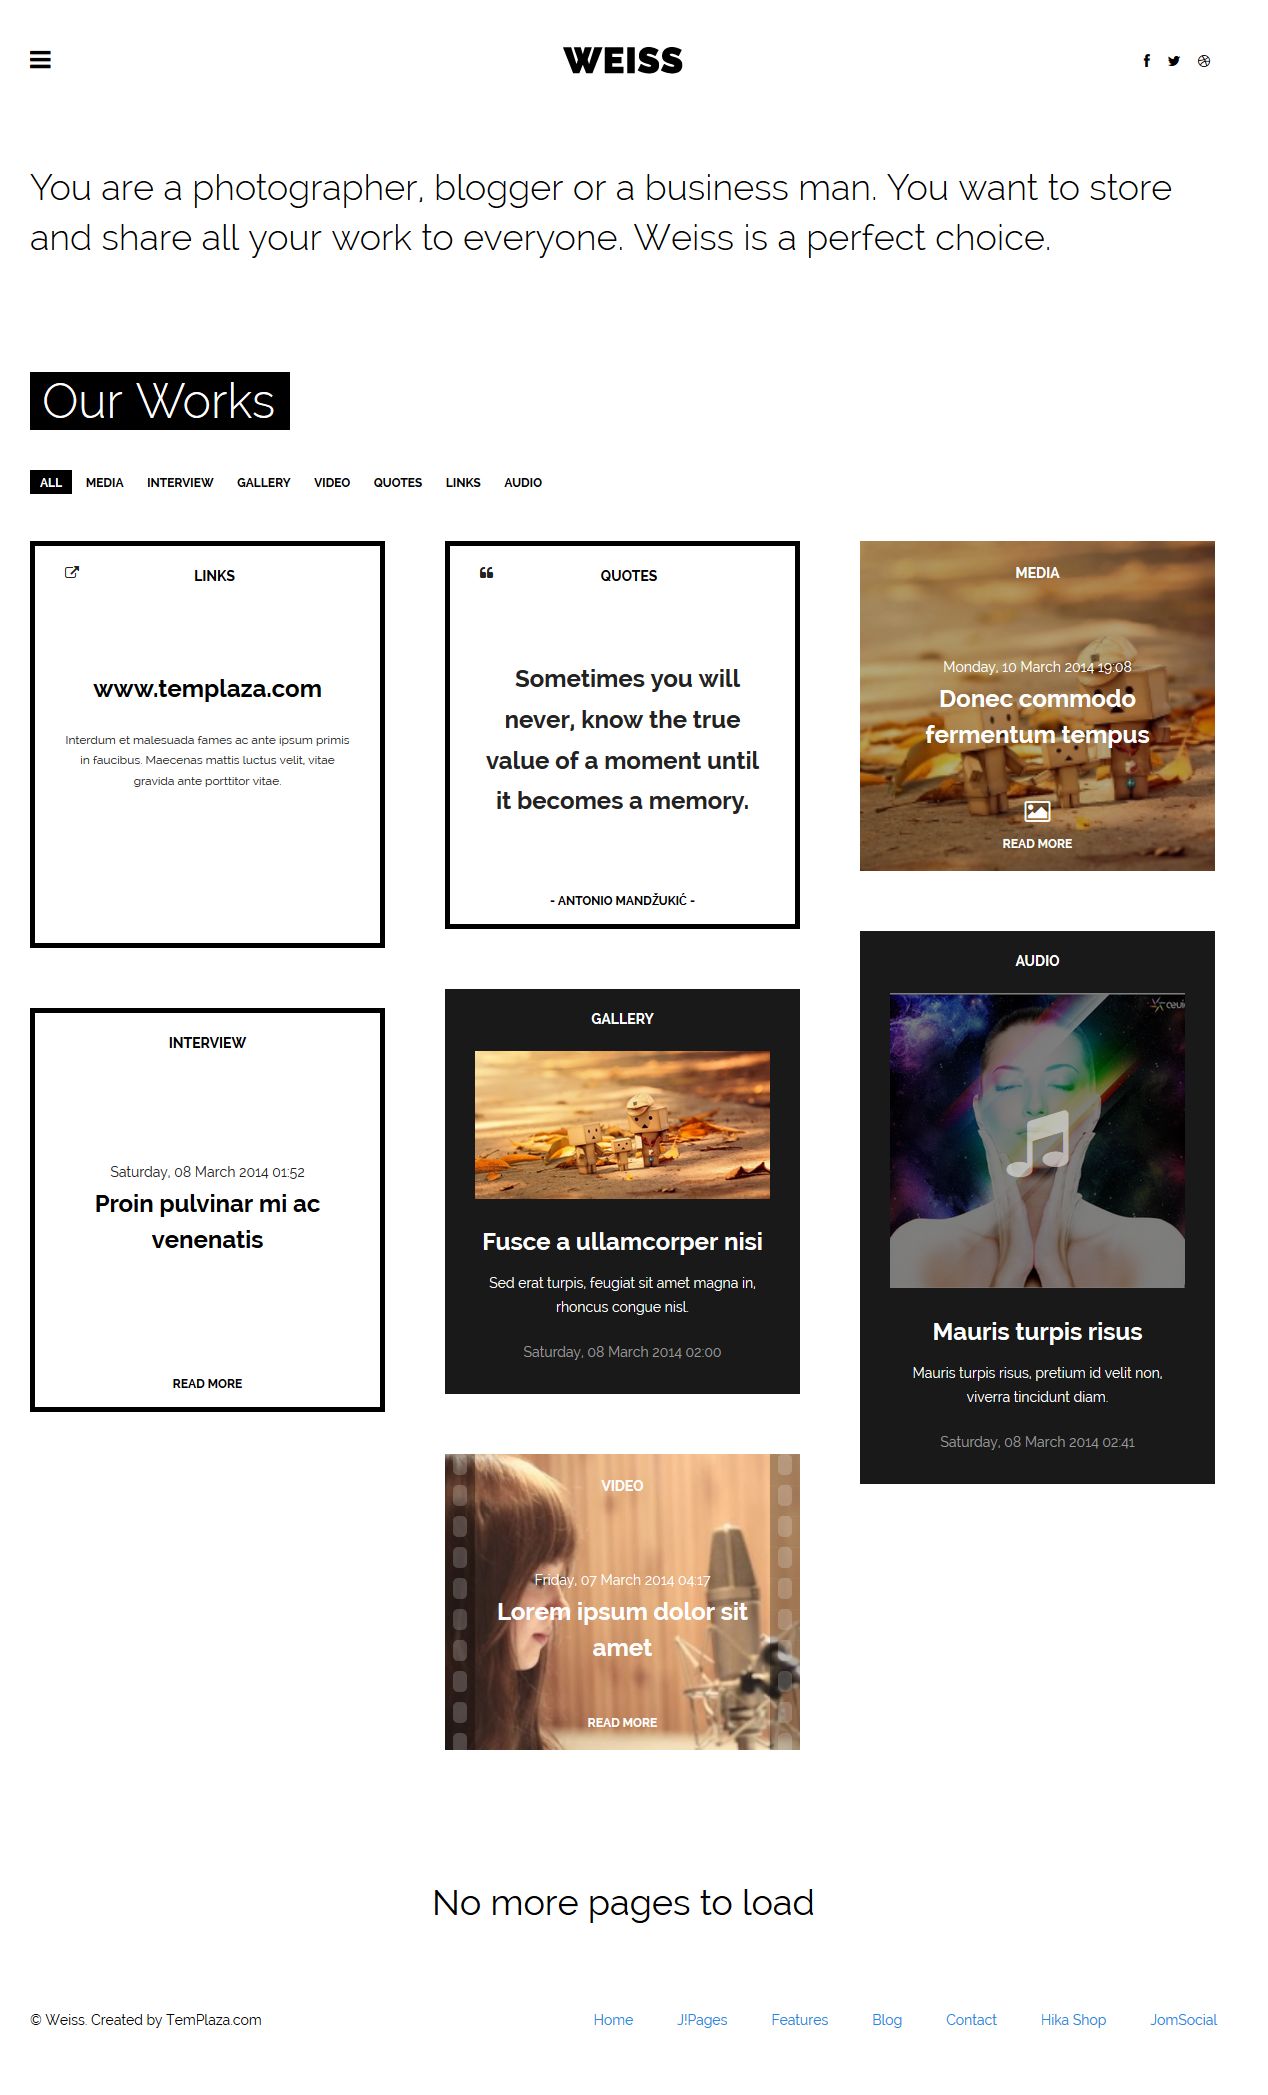 WEISS
You are a photographer, blogger or a business man. You want to store
and share all your work to everyone. Weiss is a perfect choice.
Our Works
ALL MEDIA INTERVIEW GALLERY VIDEO QUOTES LINKS AUDIO
LINKS
www.templaza.com
Interdum et malesuada fames ac ante ipsum primis
in faucibus. Maecenas mattis luctus velit, vitae
gravida ante porttitor vitae.
QUOTES
Sometimes you will
never, know the true
value of a moment until
it becomes a memory.
- ANTONIO MANDŽUKIĆ -
MEDIA
Monday, 10 March 2014 19:08
Donec commodo
fermentum tempus
READ MORE
INTERVIEW
Saturday, 08 March 2014 01:52
Proin pulvinar mi ac
venenatis
READ MORE
GALLERY
Fusce a ullamcorper nisi
Sed erat turpis, feugiat sit amet magna in,
rhoncus congue nisl.
Saturday, 08 March 2014 02:00
AUDIO
Mauris turpis risus
Mauris turpis risus, pretium id velit non,
viverra tincidunt diam.
Saturday, 08 March 2014 02:41
VIDEO
Friday, 07 March 2014 04:17
Lorem ipsum dolor sit
amet
READ MORE
No more pages to load
© Weiss. Created by TemPlaza.com
Home J!Pages Features Blog Contact Hika Shop JomSocial